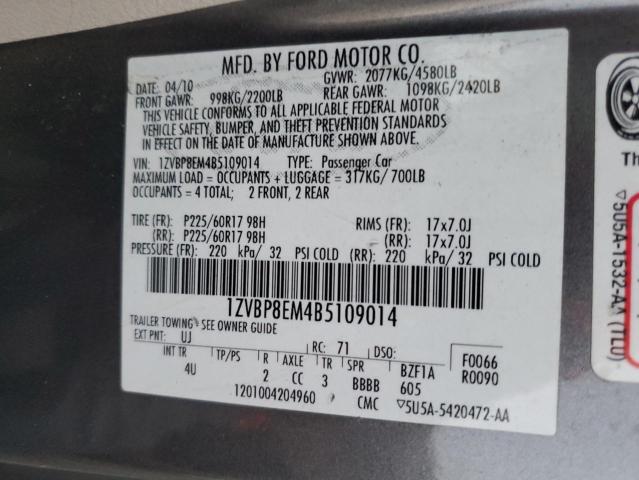 MFD. BY FORD MOTOR CO.
DATE: 04/10 GVWR: 2077KG/4580LB
FRONT GAWR: 998KG/2200LB REAR GAWR: 1098KG/2420LB
THIS VEHICLE CONFORMS TO ALL APPLICABLE FEDERAL MOTOR
VEHICLE SAFETY, BUMPER, AND THEFT PREVENTION STANDARDS
IN EFFECT ON THE DATE OF MANUFACTURE SHOWN ABOVE.
VIN: 1ZVBP8EM4B5109014 TYPE: Passenger Car
MAXIMUM LOAD = OCCUPANTS + LUGGAGE = 317KG/700LB
OCCUPANTS = 4 TOTAL; 2 FRONT, 2 REAR
TIRE (FR): P225/60R17 98H RIMS (FR): 17x7.0J
(RR): P225/60R17 98H (RR): 17x7.0J
PRESSURE (FR): 220 kPa/ 32 PSI COLD (RR): 220 kPa/ 32 PSI COLD
1ZVBP8EM4B5109014
TRAILER TOWING - SEE OWNER GUIDE
EXT PNT: UJ RC: 71 DSO: F0066
INT TR TP/PS R AXLE TR SPR BZF1A R0090
4U 2 CC 3 BBBB 605
1201004204960 CMC ▽5U5A-5420472-AA
Th
▽5U5A-1532-AA (TLU)